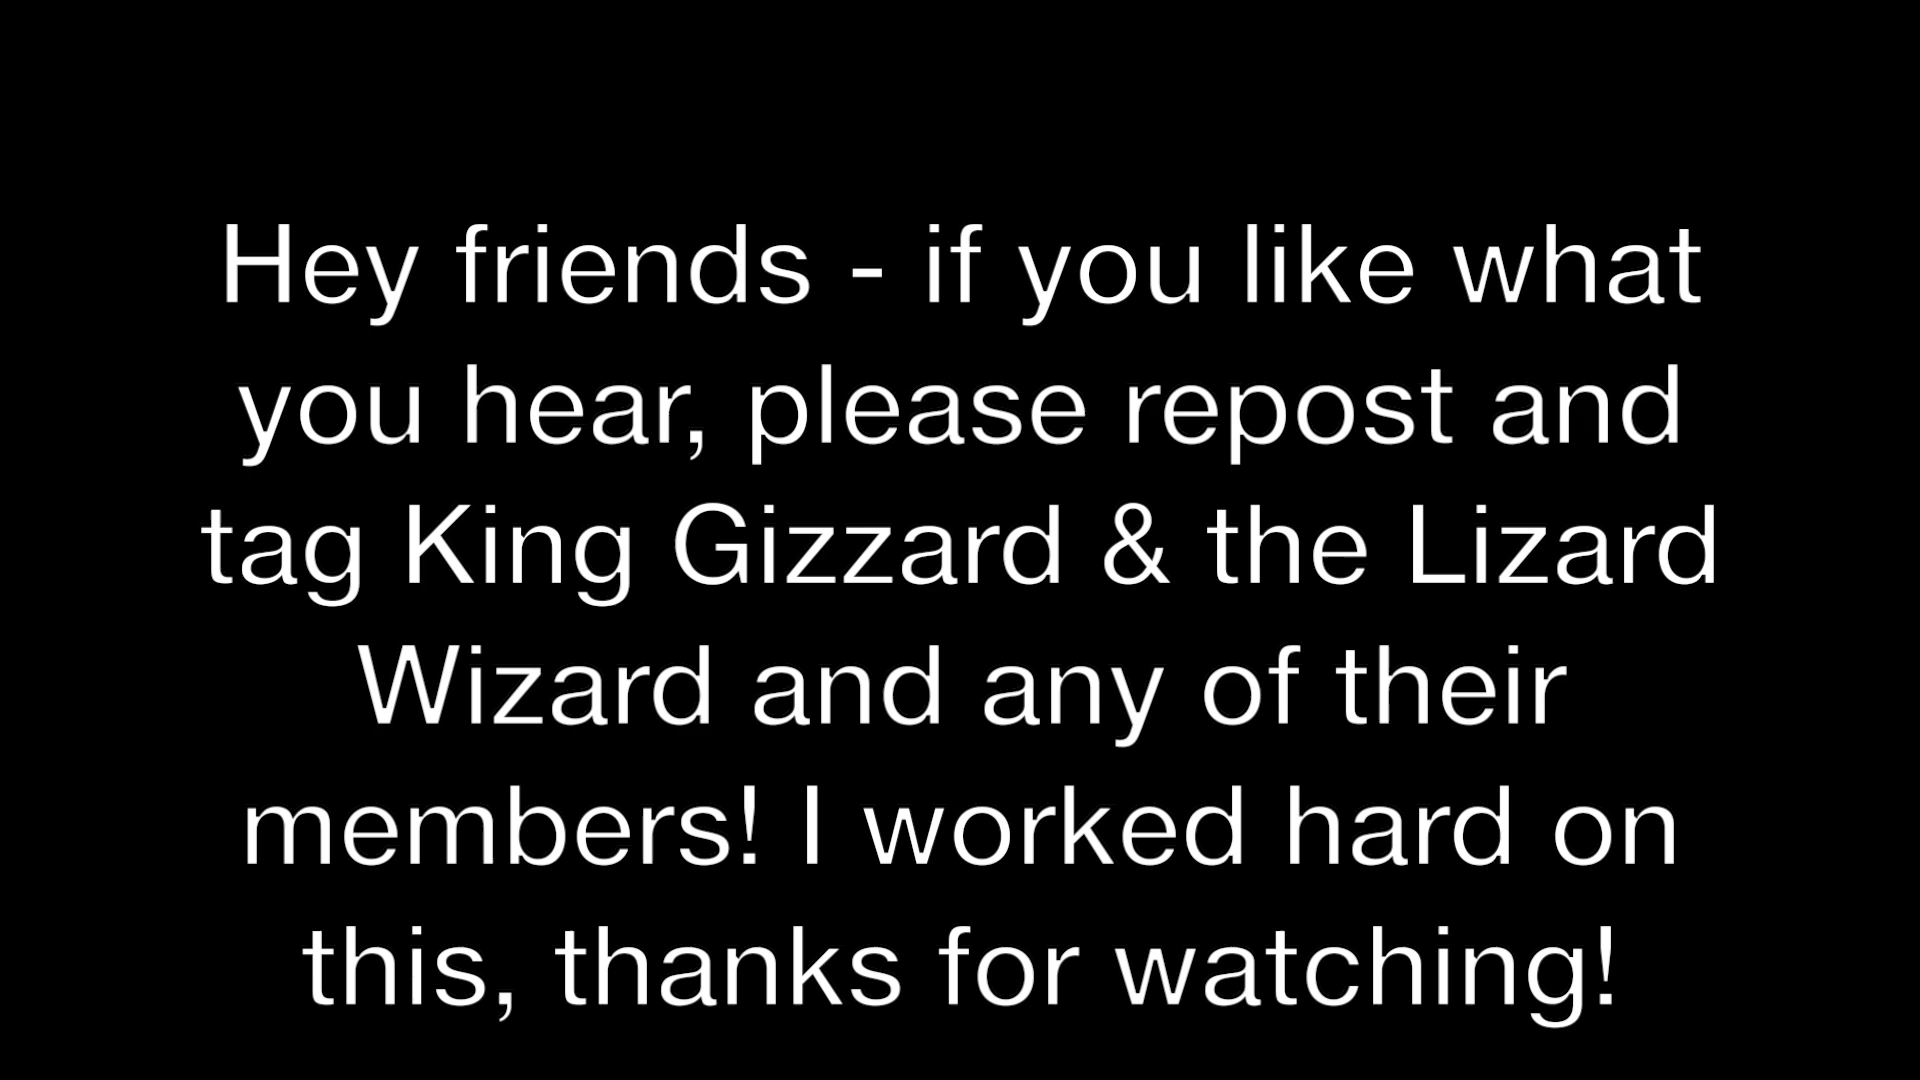 Hey friends - if you like what
you hear, please repost and
tag King Gizzard & the Lizard
Wizard and any of their
members! I worked hard on
this, thanks for watching!